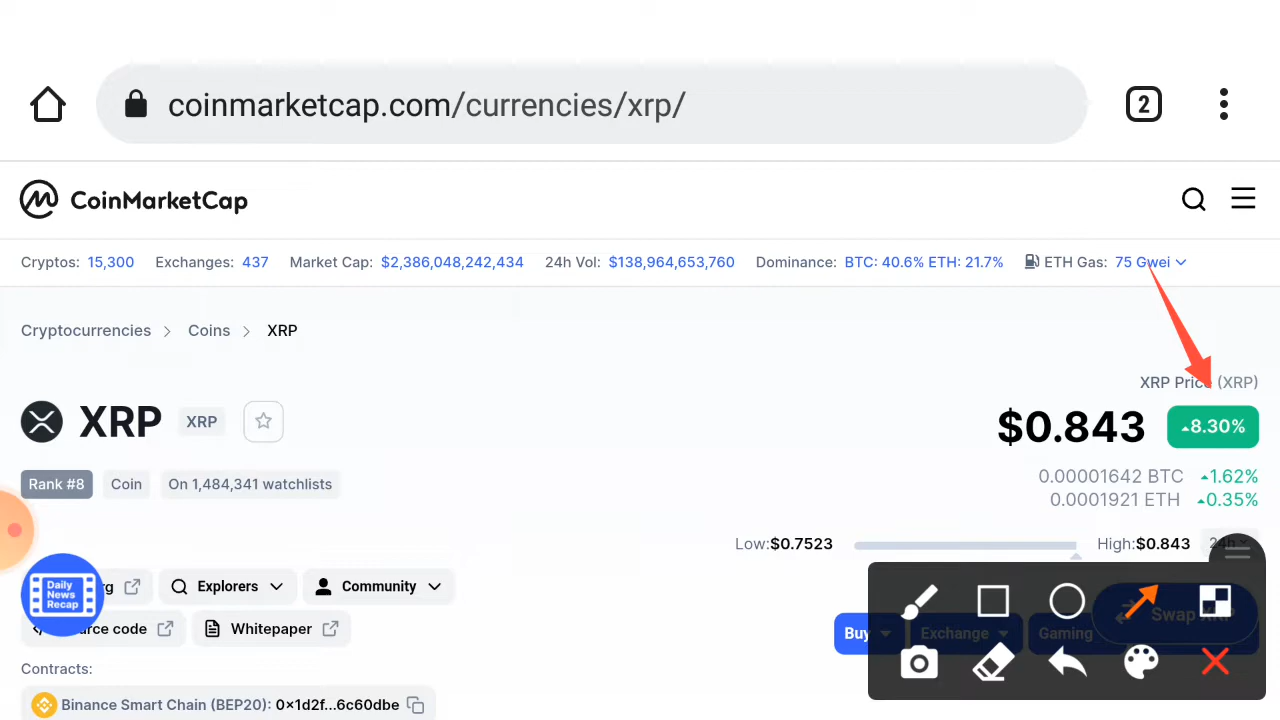 coinmarketcap.com/currencies/xrp/
2
CoinMarketCap
Cryptos: 15,300 Exchanges: 437 Market Cap: $2,386,048,242,434 24h Vol: $138,964,653,760 Dominance: BTC: 40.6% ETH: 21.7% ETH Gas: 75 Gwei
Cryptocurrencies > Coins > XRP
XRP Price (XRP)
XRP XRP
$0.843 8.30%
Rank #8 Coin On 1,484,341 watchlists
0.00001642 BTC 1.62%
0.0001921 ETH 0.35%
Low:$0.7523 High:$0.843 24h
Daily
News
Recap
Explorers Community
Whitepaper
Buy Exchange Gaming
Swap XRP
Contracts:
Binance Smart Chain (BEP20): 0x1d2f...6c60dbe